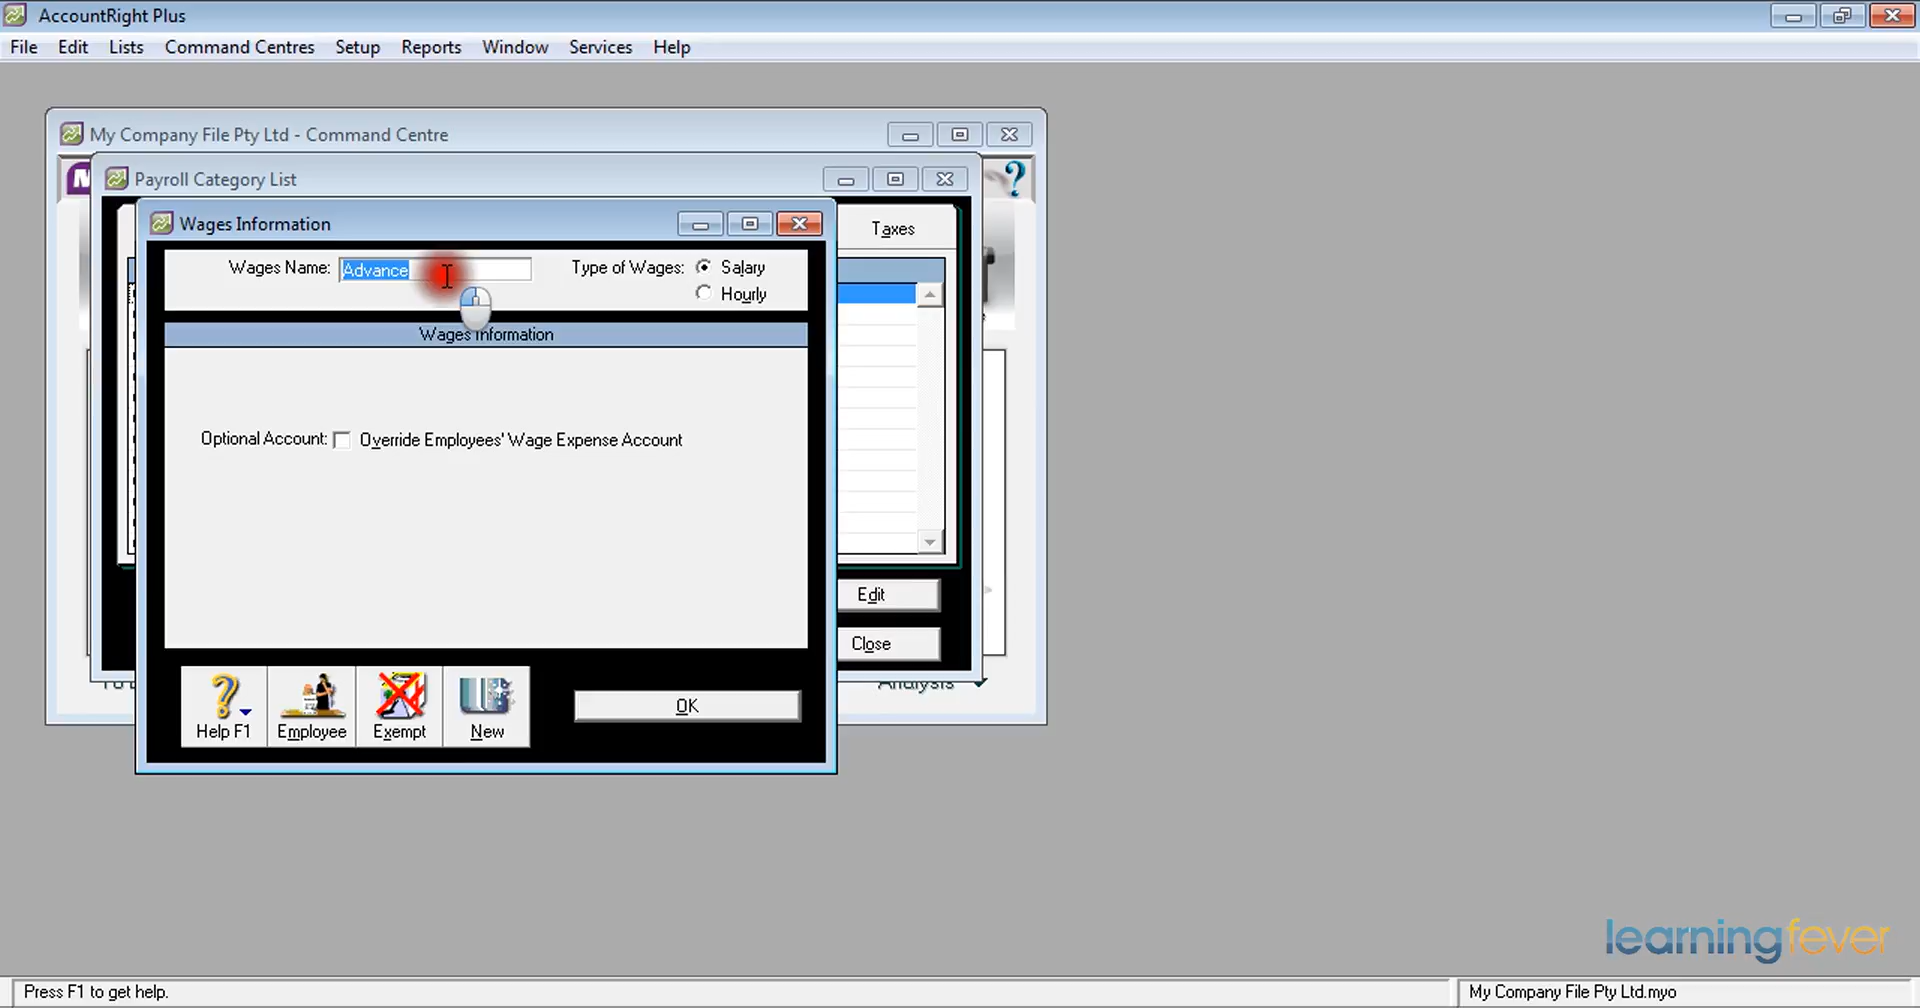 AccountRight Plus
File Edit Lists Command Centres Setup Reports Window Services Help
My Company File Pty Ltd - Command Centre
Payroll Category List
Wages Information
Taxes
Wages Name: Advance Type of Wages: Salary
Hourly
Wages Information
Optional Account: Override Employees' Wage Expense Account
Edit
Close
Analysis
Help F1 Employee Exempt New
OK
learningfever
Press F1 to get help.
My Company File Pty Ltd.myo